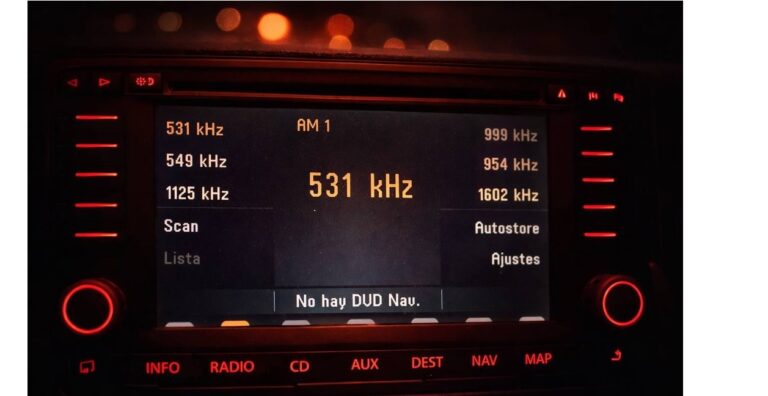 531 kHz
AM 1
999 kHz
549 kHz
531 kHz
954 kHz
1125 kHz
1602 kHz
Scan
Autostore
Lista
Ajustes
No hay DVD Nav.
INFO RADIO CD AUX DEST NAV MAP